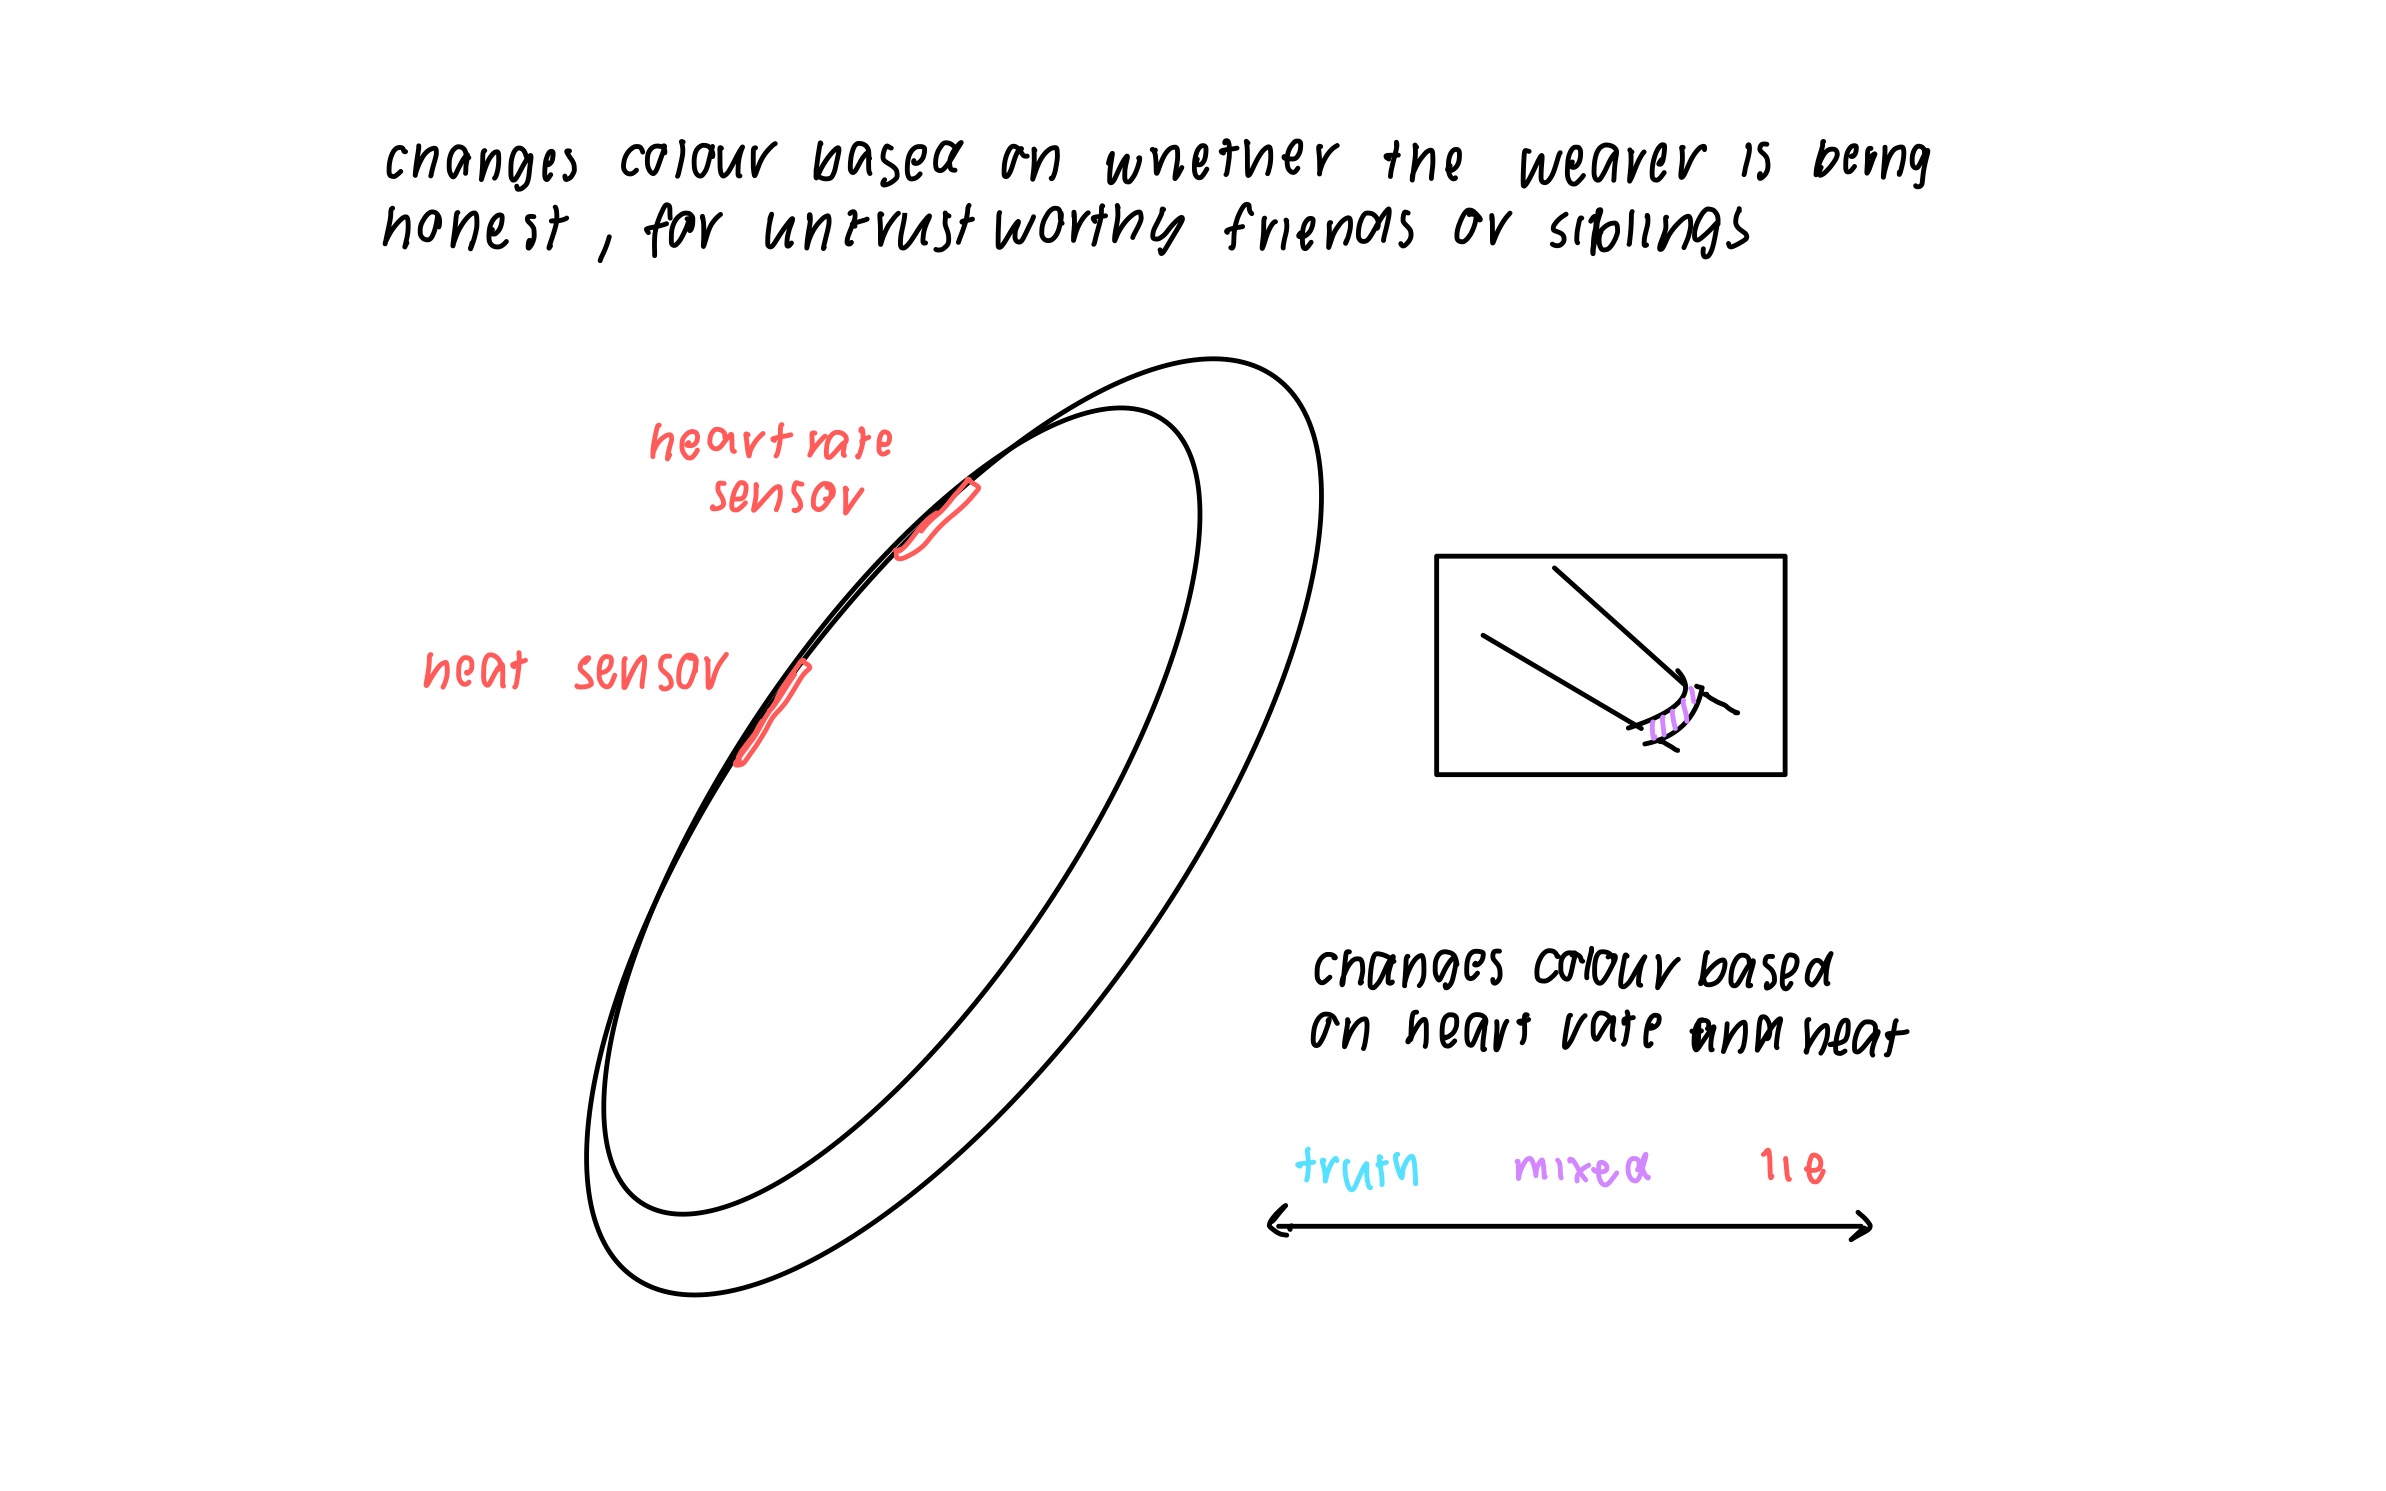 changes colour based on whether the wearer is being
honest, for untrustworthy friends or siblings
heart rate
sensor
heat sensor
changes colour based
on heart rate and heat
truth mixed lie